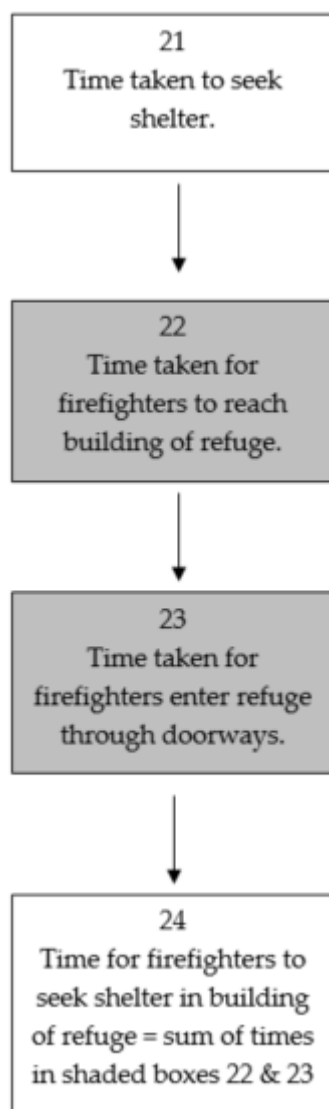 21
Time taken to seek
shelter.
22
Time taken for
firefighters to reach
building of refuge.
23
Time taken for
firefighters enter refuge
through doorways.
24
Time for firefighters to
seek shelter in building
of refuge = sum of times
in shaded boxes 22 & 23